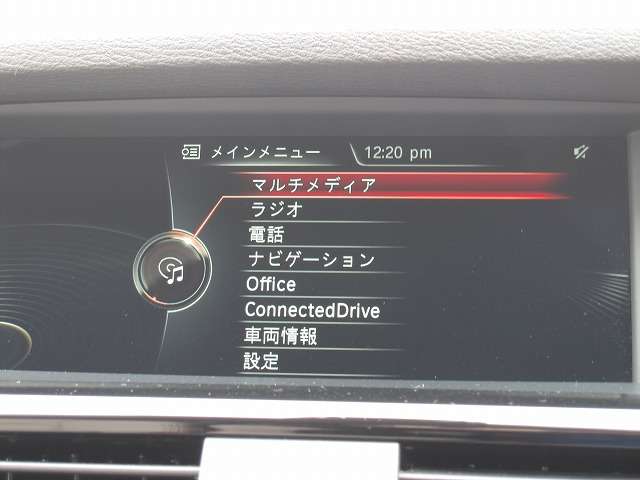 メインメニュー
12:20 pm
マルチメディア
ラジオ
電話
ナビゲーション
Office
ConnectedDrive
車両情報
設定